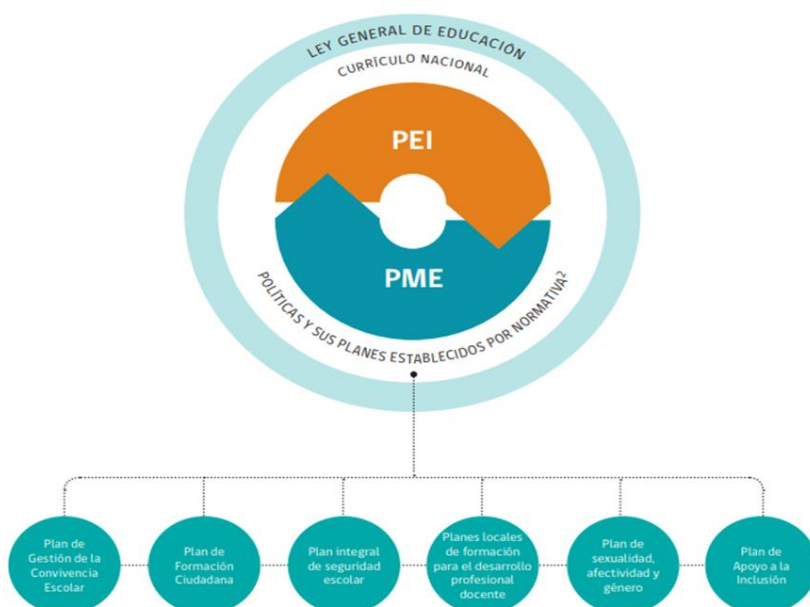 LEY GENERAL DE EDUCACIÓN
CURRÍCULO NACIONAL
PEI
PME
POLÍTICAS Y SUS PLANES ESTABLECIDOS POR NORMATIVA²
Plan de
Gestión de la
Convivencia
Escolar
Plan de
Formación
Ciudadana
Plan integral
de seguridad
escolar
Planes locales
de formación
para el desarrollo
profesional
docente
Plan de
sexualidad,
afectividad y
género
Plan de
Apoyo a la
Inclusión